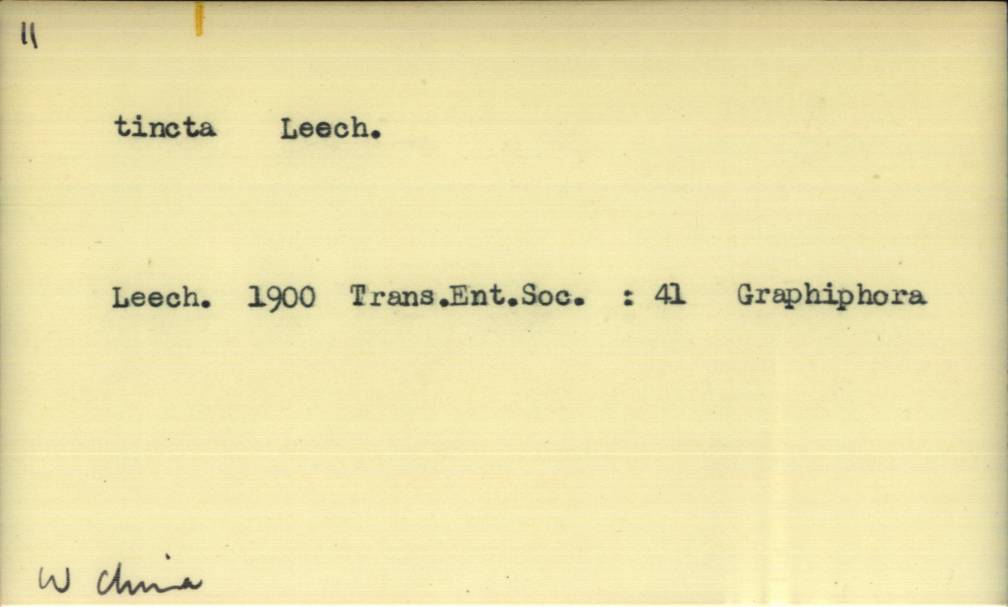 11
tincta Leech.
Leech. 1900 Trans.Ent.Soc. : 41 Graphiphora
W China